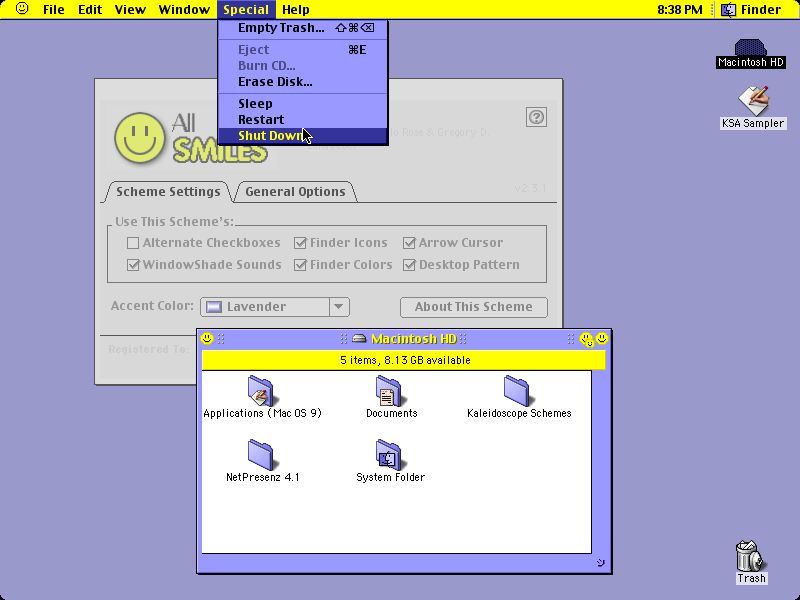 File Edit View Window Special Help 8:38 PM Finder
Empty Trash... ⇧⌘⌫
Eject ⌘E
Burn CD...
Erase Disk...
Sleep
Restart
Shut Down
Macintosh HD
KSA Sampler
All
SMILES
Rose & Gregory D
?
Scheme Settings General Options v2.3.1
Use This Scheme's:
Alternate Checkboxes Finder Icons Arrow Cursor
WindowShade Sounds Finder Colors Desktop Pattern
Accent Color: Lavender About This Scheme
Registered To:
Macintosh HD
5 items, 8.13 GB available
Applications (Mac OS 9) Documents Kaleidoscope Schemes
NetPresenz 4.1 System Folder
Trash